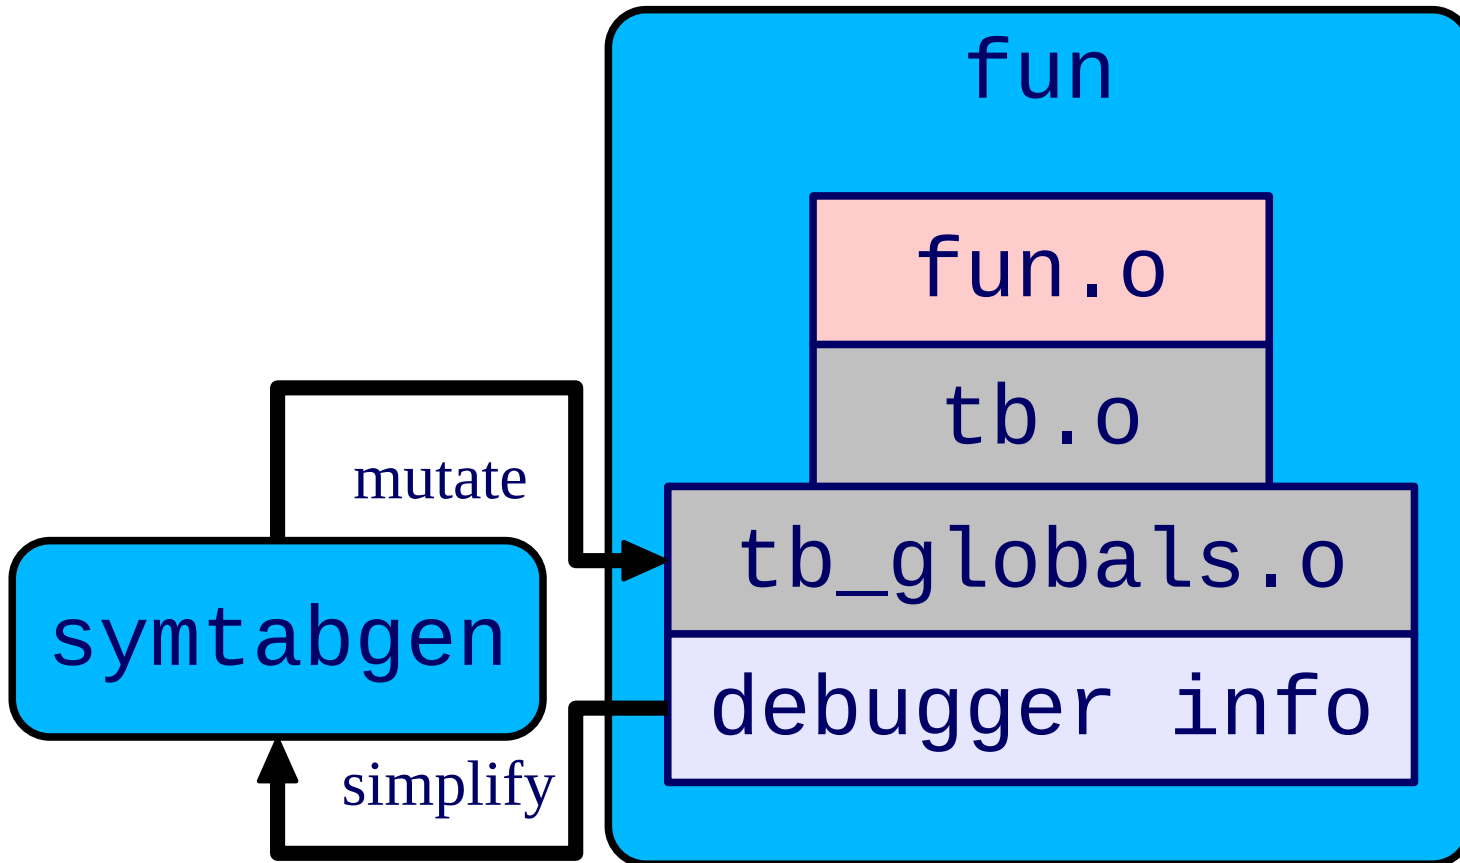 fun
fun.o
tb.o
mutate
tb_globals.o
symtabgen
debugger info
simplify